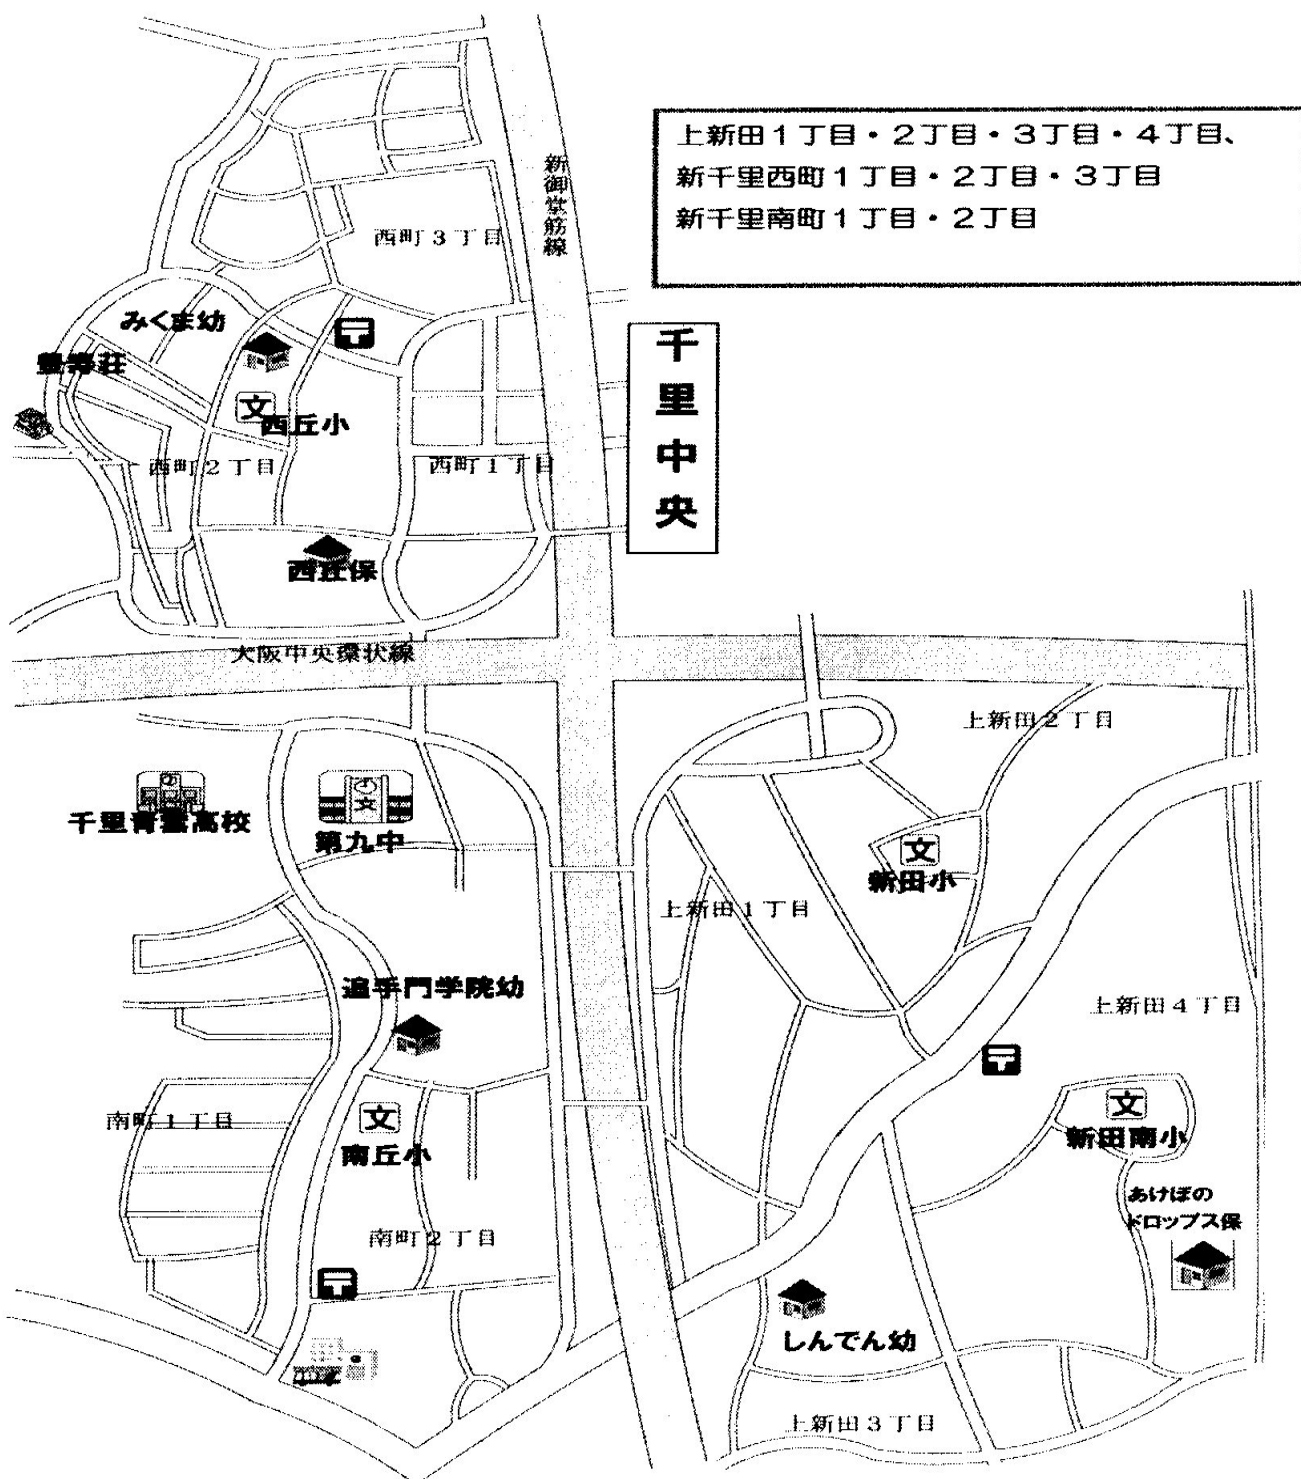 上新田1丁目・2丁目・3丁目・4丁目、
新千里西町1丁目・2丁目・3丁目
新千里南町1丁目・2丁目
新御堂筋線
西町3丁目
みくま幼
〒
千里中央
豊寿荘
文
西丘小
西町2丁目
西町1丁目
西丘保
大阪中央環状線
上新田2丁目
千里青雲高校
文
第九中
文
新田小
上新田1丁目
追手門学院幼
上新田4丁目
〒
南町1丁目
文
南丘小
文
新田南小
あけぼの
ドロップス保
南町2丁目
〒
しんでん幼
上新田3丁目